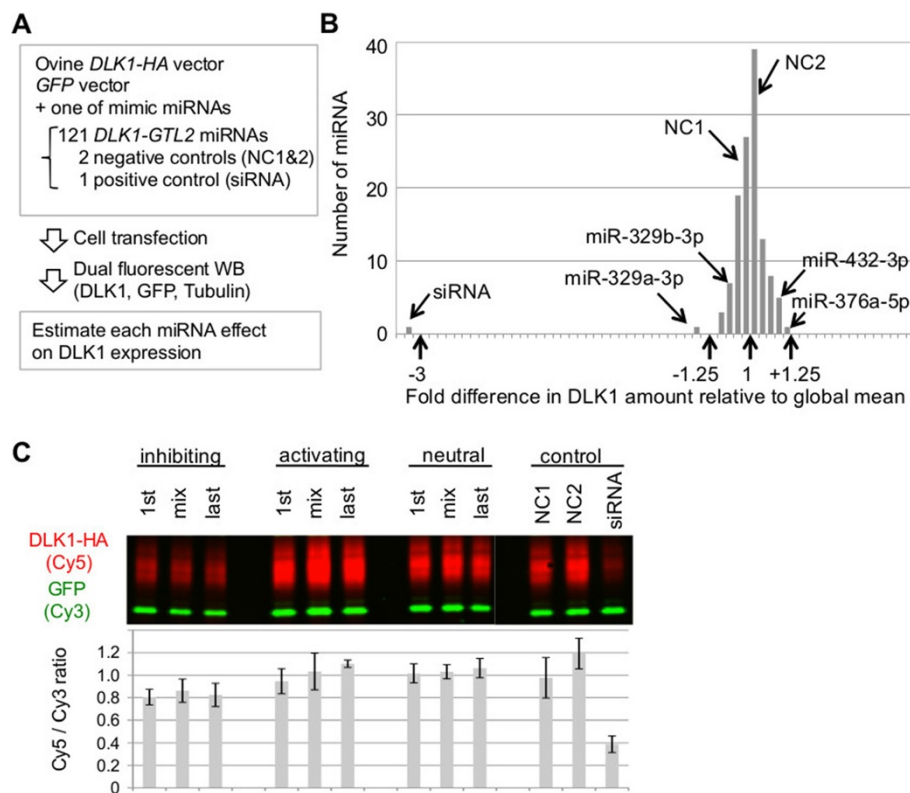 A
Ovine DLK1-HA vector
GFP vector
+ one of mimic miRNAs
121 DLK1-GTL2 miRNAs
2 negative controls (NC1&2)
1 positive control (siRNA)
Cell transfection
Dual fluorescent WB
(DLK1, GFP, Tubulin)
Estimate each miRNA effect
on DLK1 expression
B
Number of miRNA
40
30
20
10
0
NC2
NC1
miR-329b-3p
miR-329a-3p
siRNA
miR-432-3p
miR-376a-5p
-3
-1.25
1
+1.25
Fold difference in DLK1 amount relative to global mean
C
inhibiting
activating
neutral
control
1st
mix
last
1st
mix
last
1st
mix
last
NC1
NC2
siRNA
DLK1-HA
(Cy5)
GFP
(Cy3)
Cy5 / Cy3 ratio
1.2
1.0
0.8
0.6
0.4
0.2
0